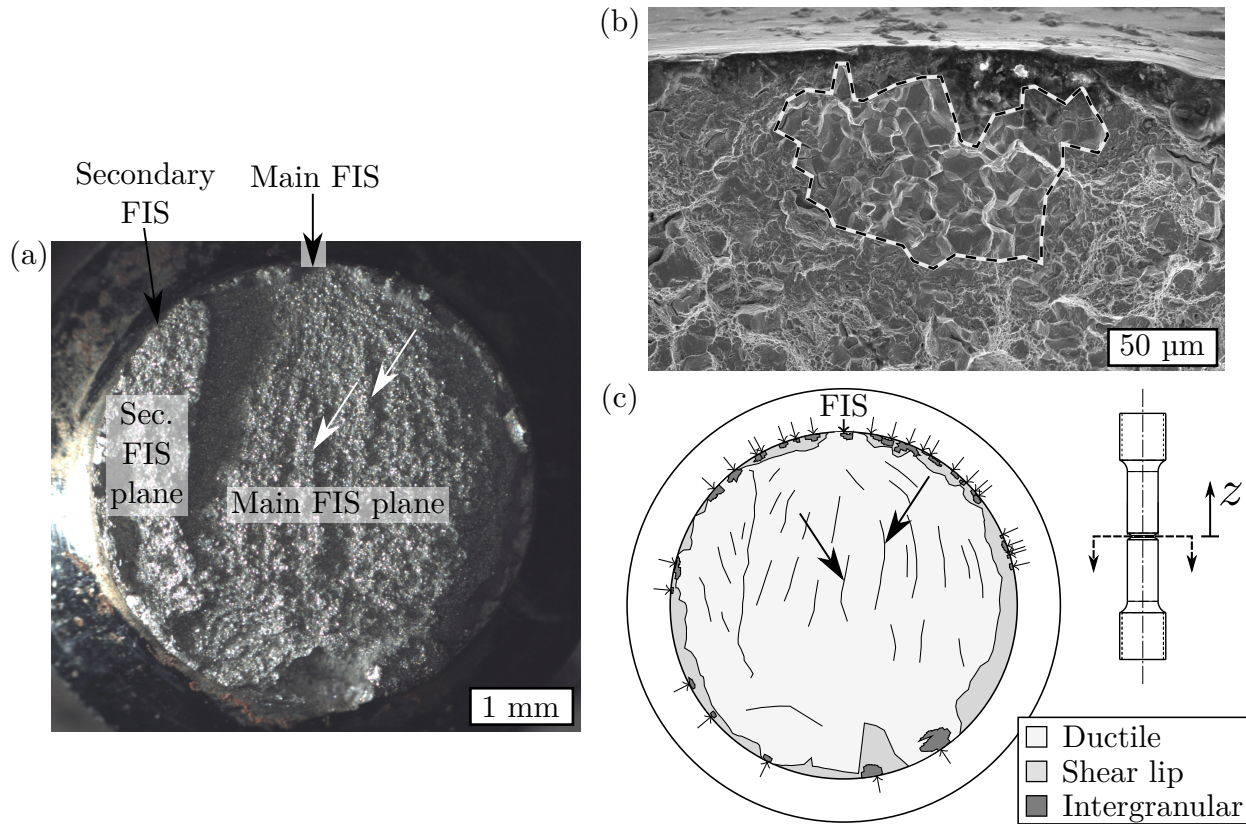 (a)
Secondary
FIS
Main FIS
Sec.
FIS
plane
Main FIS plane
1 mm
(b)
50 µm
(c)
FIS
z
Ductile
Shear lip
Intergranular